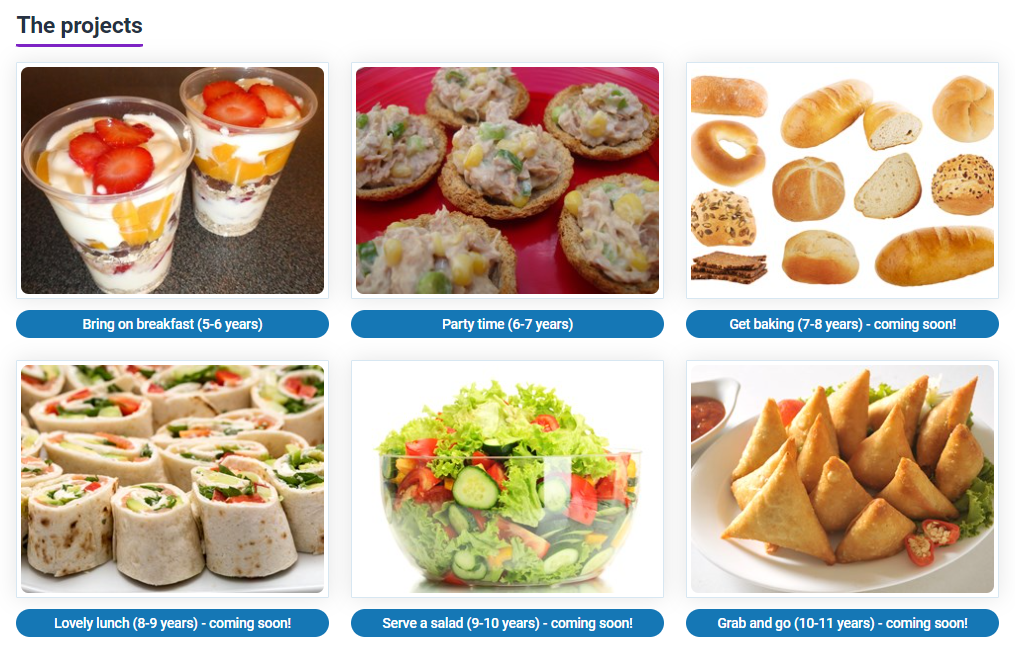 The projects
Bring on breakfast (5-6 years)
Party time (6-7 years)
Get baking (7-8 years) - coming soon!
Lovely lunch (8-9 years) - coming soon!
Serve a salad (9-10 years) - coming soon!
Grab and go (10-11 years) - coming soon!